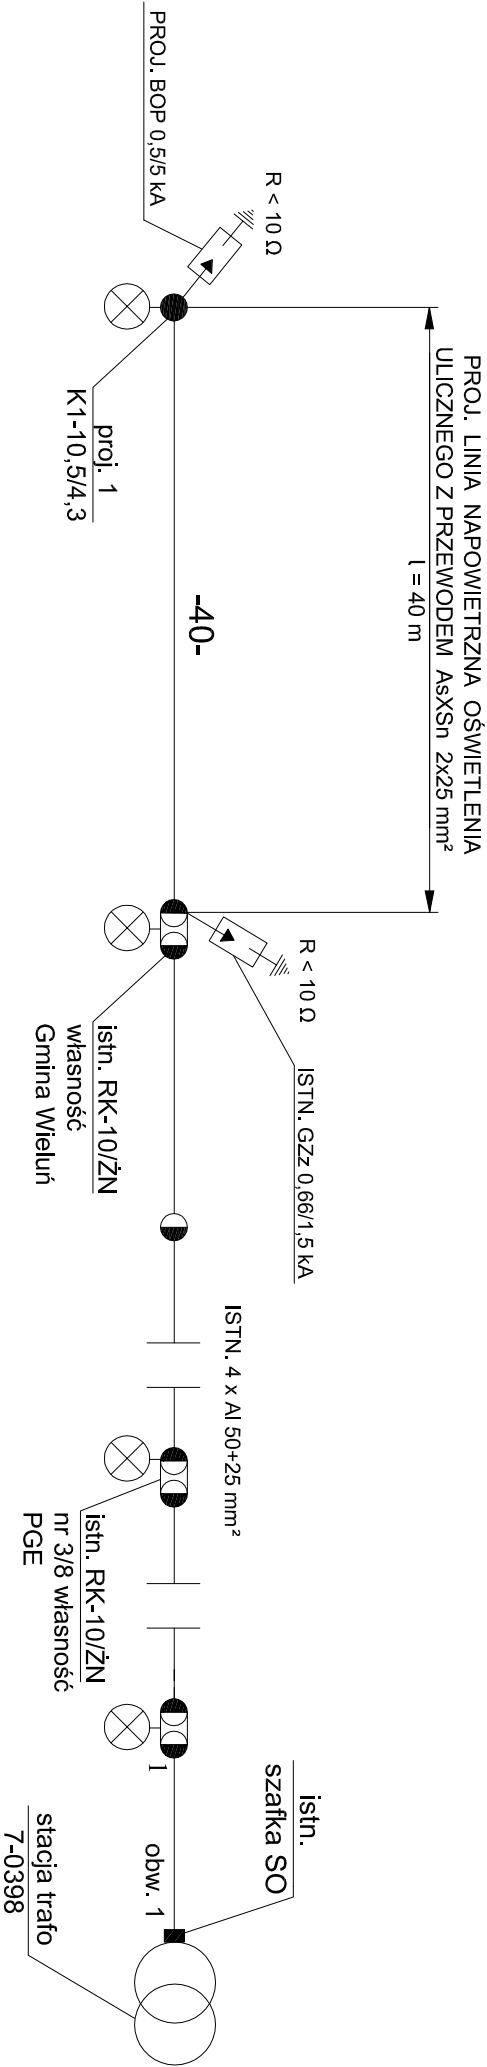 PROJ. LINIA NAPOWIETRZNA OŚWIETLENIA
ULICZNEGO Z PRZEWODEM AsXSn 2x25 mm²
l = 40 m
R < 10 Ω
PROJ. BOP 0,5/5 kA
proj. 1
K1-10,5/4,3
-40-
R < 10 Ω
ISTN. GZz 0,66/1,5 kA
istn. RK-10/ŻN
własność
Gmina Wieluń
ISTN. 4 x Al 50+25 mm²
istn. RK-10/ŻN
nr 3/8 własność
PGE
1
obw. 1
istn.
szafka SO
stacja trafo
7-0398